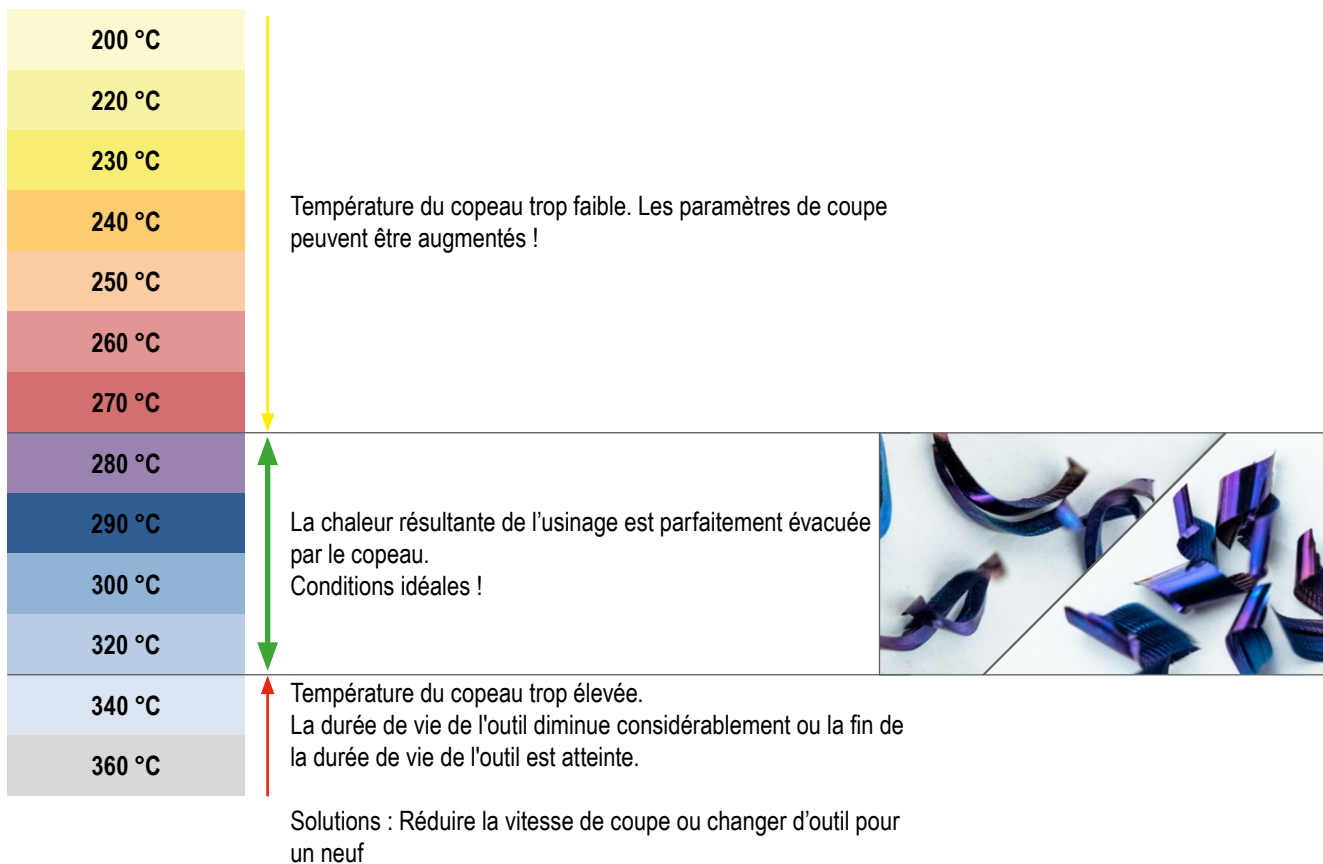 200 °C
220 °C
230 °C
240 °C
250 °C
260 °C
270 °C
Température du copeau trop faible. Les paramètres de coupe
peuvent être augmentés !
280 °C
290 °C
300 °C
320 °C
La chaleur résultante de l’usinage est parfaitement évacuée
par le copeau.
Conditions idéales !
340 °C
360 °C
Température du copeau trop élevée.
La durée de vie de l'outil diminue considérablement ou la fin de
la durée de vie de l'outil est atteinte.
Solutions : Réduire la vitesse de coupe ou changer d’outil pour
un neuf